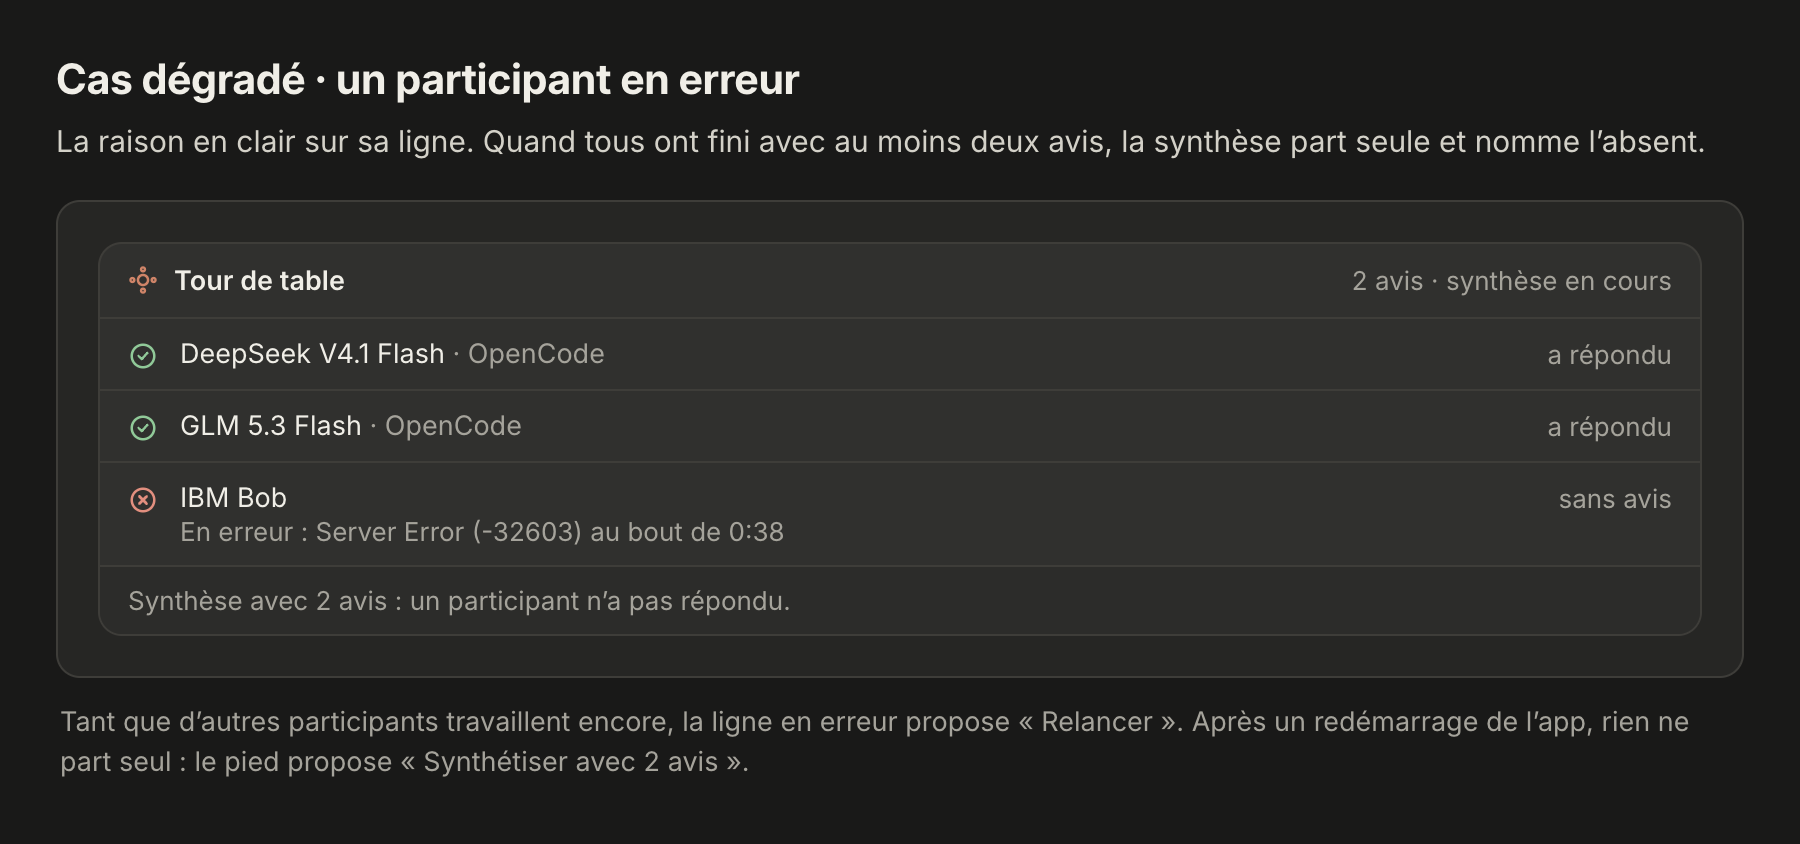 Cas dégradé · un participant en erreur
La raison en clair sur sa ligne. Quand tous ont fini avec au moins deux avis, la synthèse part seule et nomme l’absent.
Tour de table
2 avis · synthèse en cours
DeepSeek V4.1 Flash · OpenCode
a répondu
GLM 5.3 Flash · OpenCode
a répondu
IBM Bob
sans avis
En erreur : Server Error (-32603) au bout de 0:38
Synthèse avec 2 avis : un participant n’a pas répondu.
Tant que d’autres participants travaillent encore, la ligne en erreur propose « Relancer ». Après un redémarrage de l’app, rien ne
part seul : le pied propose « Synthétiser avec 2 avis ».